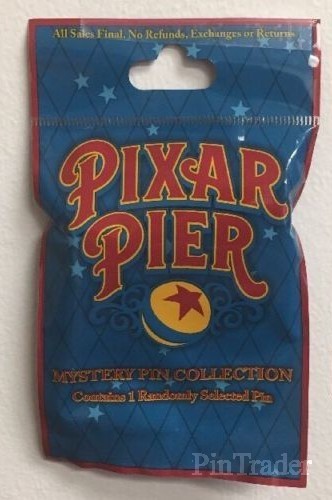 All Sales Final. No Refunds, Exchanges or Returns
PIXAR
PIER
MYSTERY PIN COLLECTION
Contains 1 Randomly Selected Pin
PinTrader